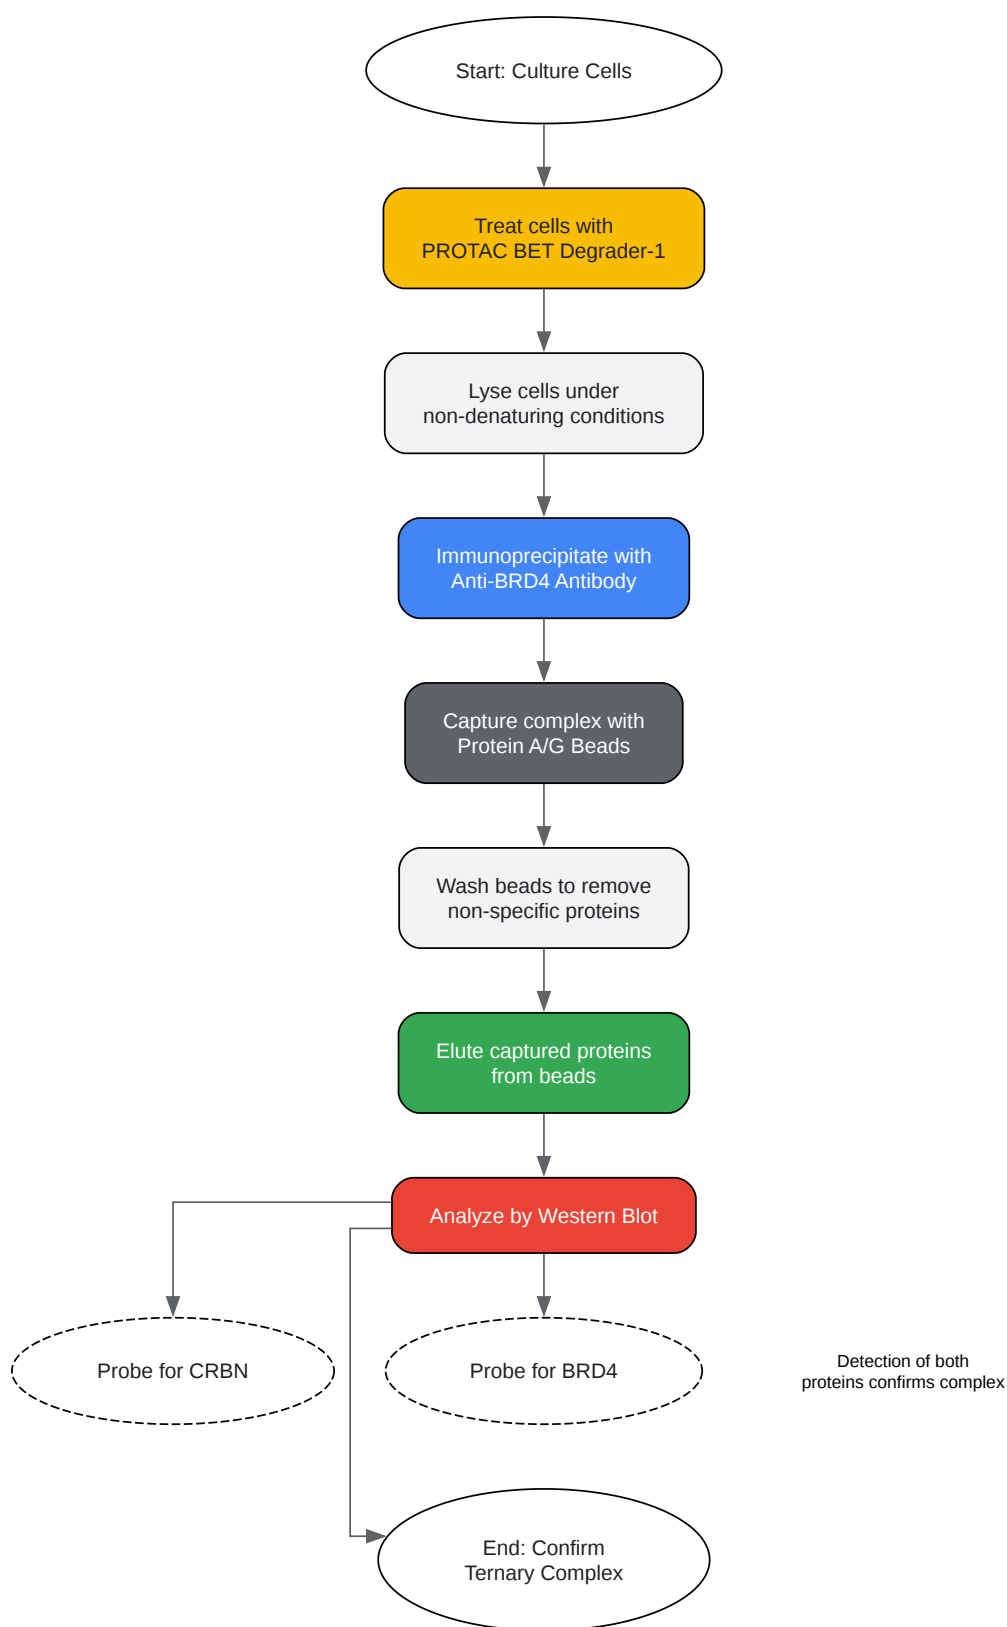 Start: Culture Cells
Treat cells with
PROTAC BET Degrader-1
Lyse cells under
non-denaturing conditions
Immunoprecipitate with
Anti-BRD4 Antibody
Capture complex with
Protein A/G Beads
Wash beads to remove
non-specific proteins
Elute captured proteins
from beads
Analyze by Western Blot
Probe for CRBN
Probe for BRD4
Detection of both
proteins confirms complex
End: Confirm
Ternary Complex